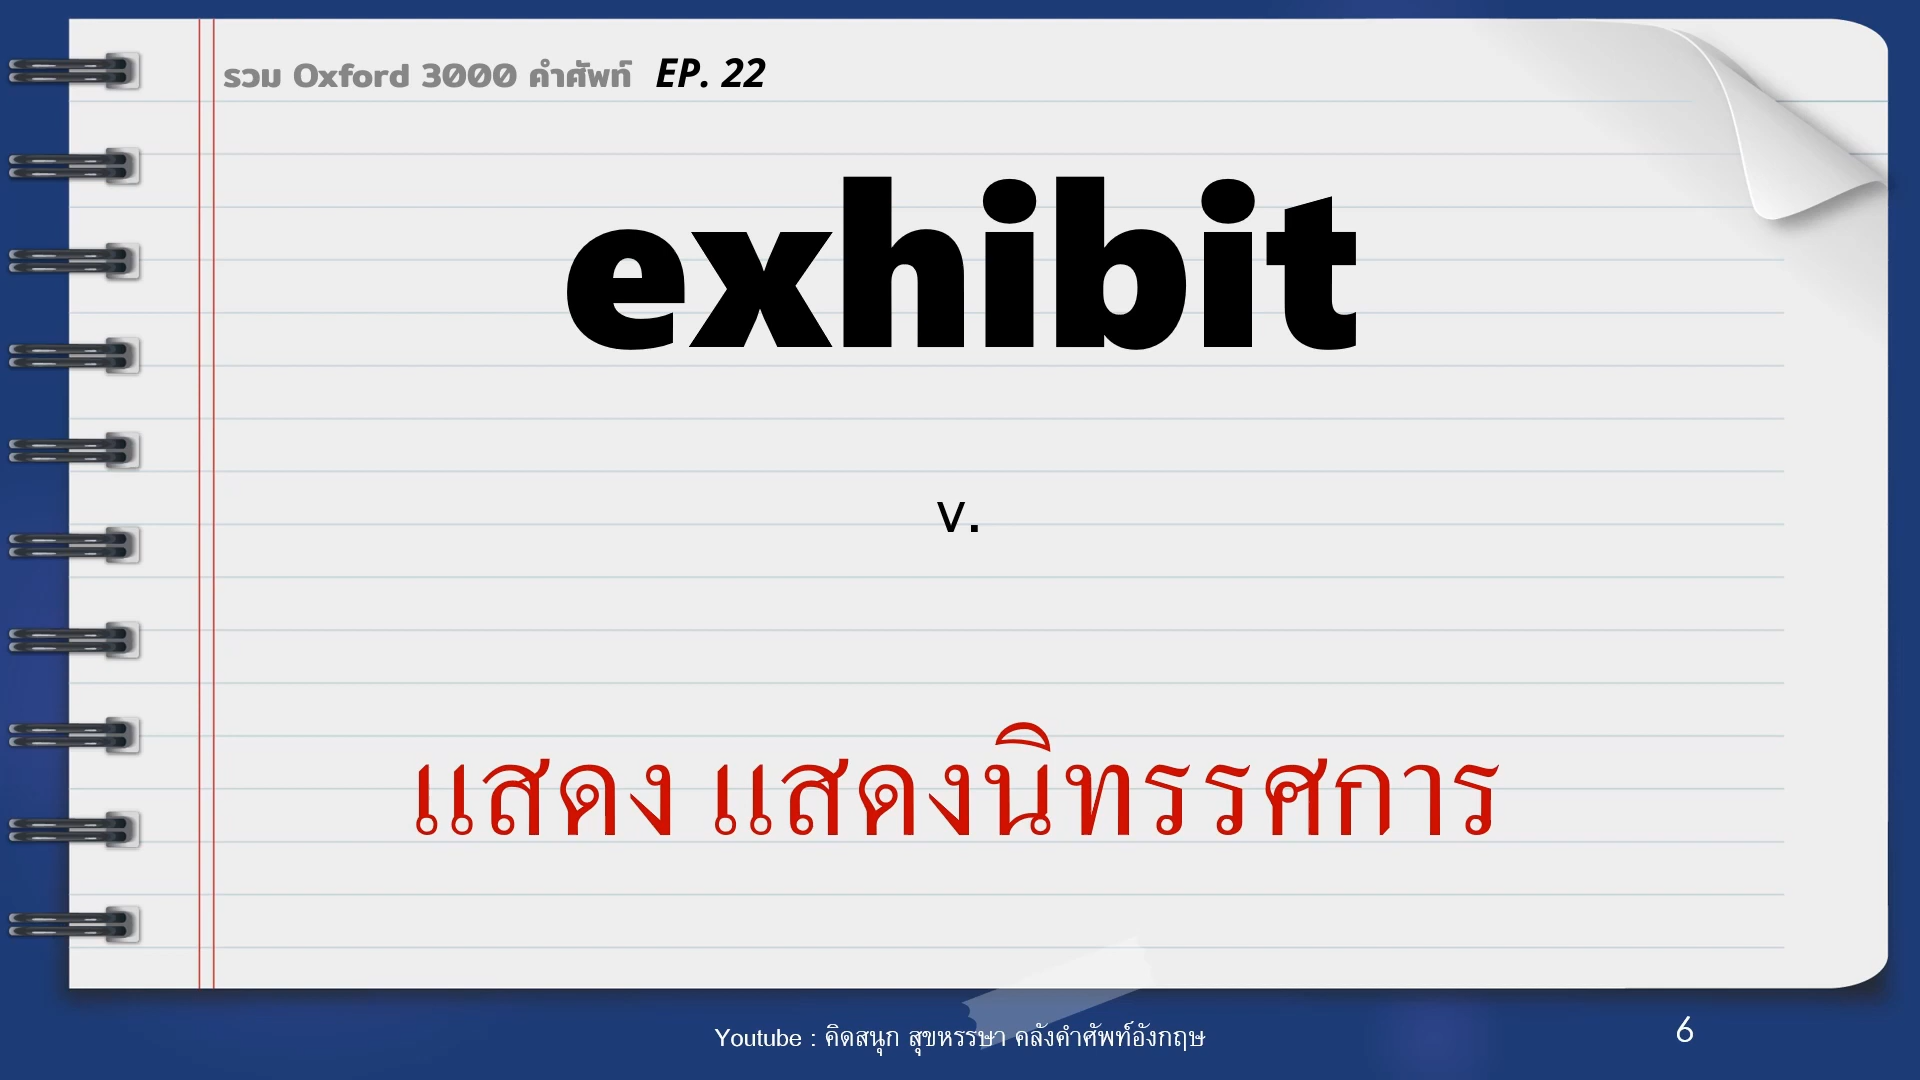 รวม Oxford 3000 คำศัพท์ EP. 22
exhibit
v.
แสดง แสดงนิทรรศการ
Youtube : คิดสนุก สุขหรรษา คลังคำศัพท์อังกฤษ
6